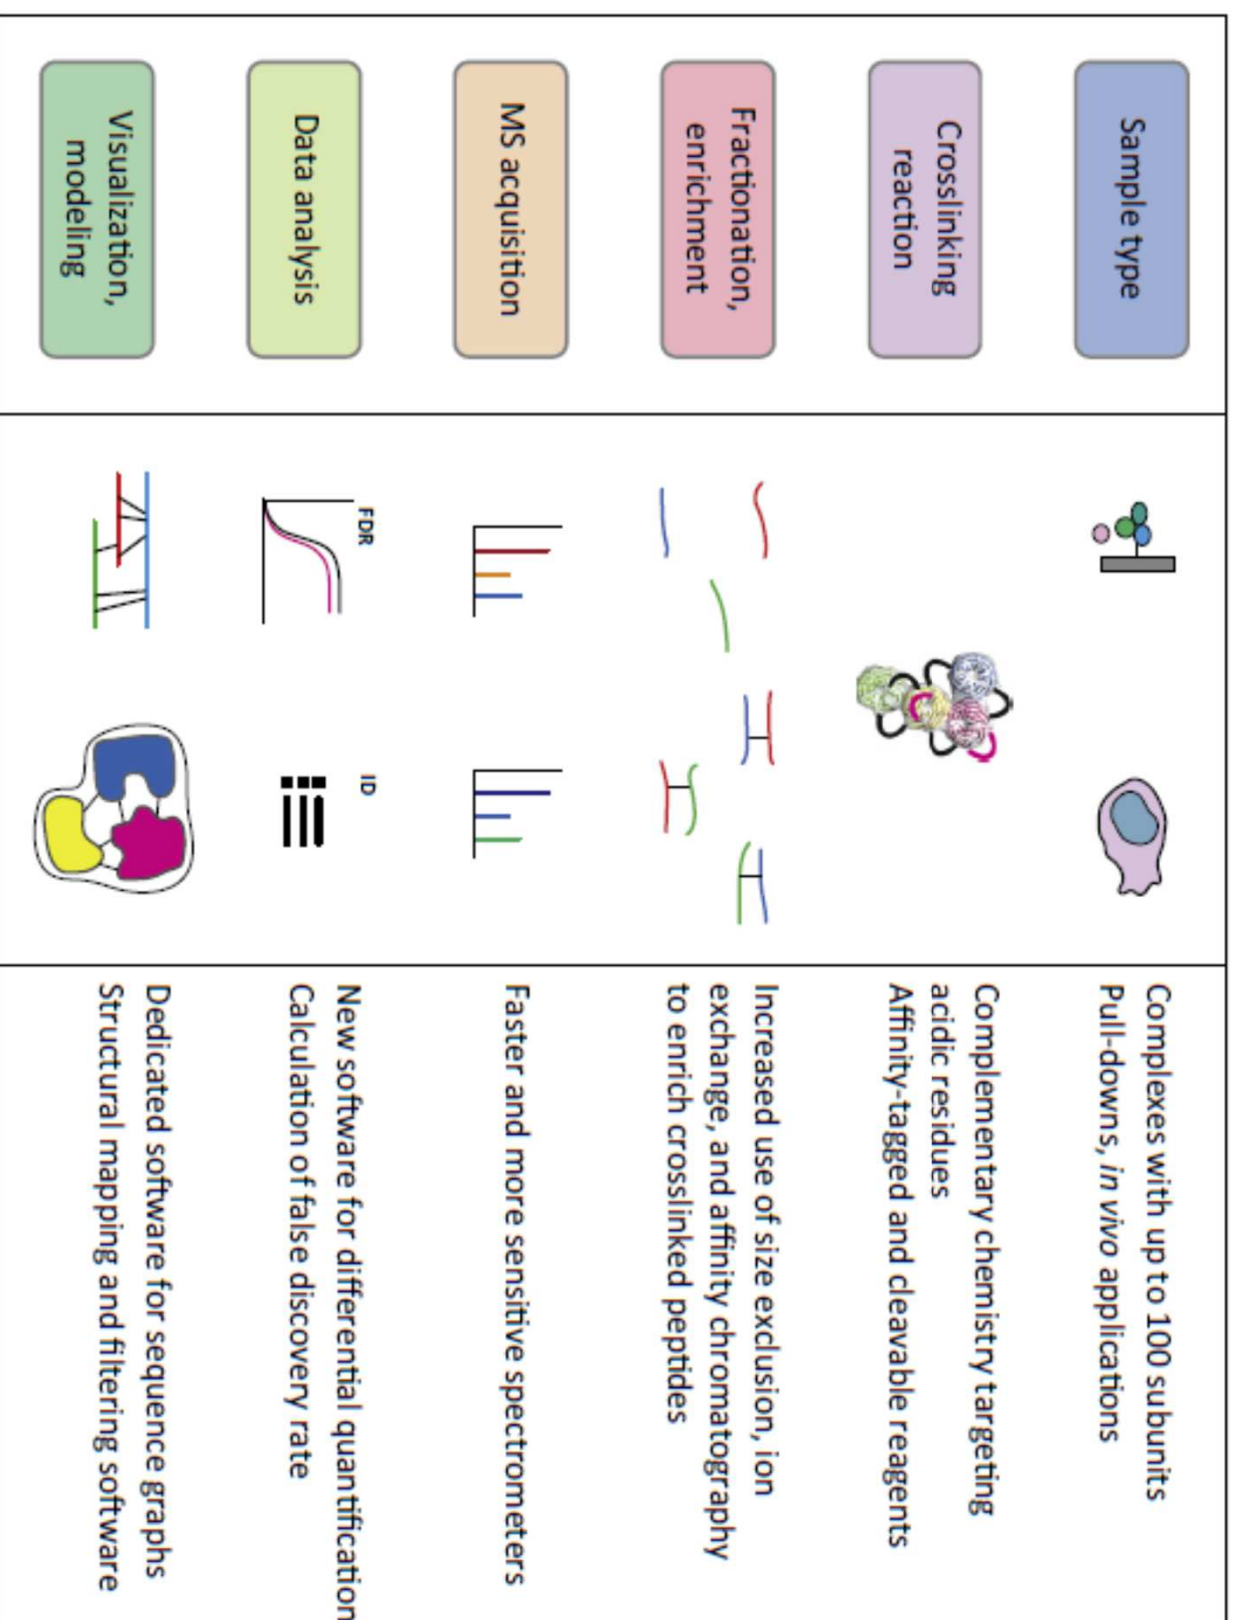 Sample type
Complexes with up to 100 subunits
Pull-downs, in vivo applications
Crosslinking
reaction
Complementary chemistry targeting
acidic residues
Affinity-tagged and cleavable reagents
Fractionation,
enrichment
Increased use of size exclusion, ion
exchange, and affinity chromatography
to enrich crosslinked peptides
MS acquisition
Faster and more sensitive spectrometers
Data analysis
FDR
ID
New software for differential quantification
Calculation of false discovery rate
Visualization,
modeling
Dedicated software for sequence graphs
Structural mapping and filtering software